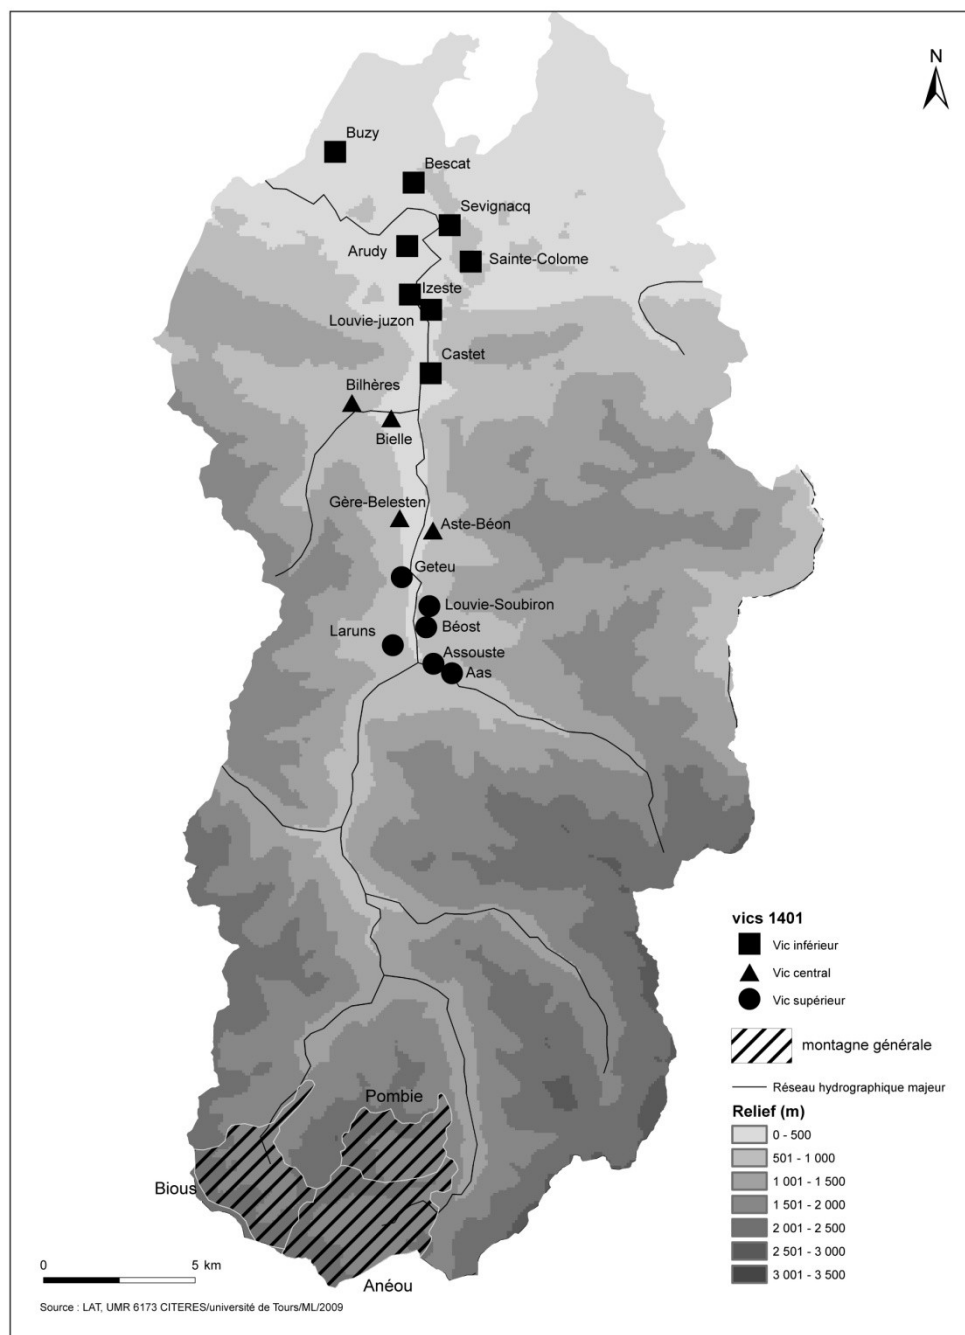 N
Buzy
Bescat
Sevignacq
Arudy
Sainte-Colome
Izeste
Louvie-juzon
Castet
Bilhères
Bielle
Gère-Belesten
Aste-Béon
Geteu
Louvie-Soubiron
Béost
Laruns
Assouste
Aas
vics 1401
Vic inférieur
Vic central
Vic supérieur
montagne générale
Réseau hydrographique majeur
Relief (m)
0 - 500
501 - 1 000
1 001 - 1 500
1 501 - 2 000
2 001 - 2 500
2 501 - 3 000
3 001 - 3 500
Pombie
Bious
Anéou
0 5 km
Source : LAT, UMR 6173 CITERES/université de Tours/ML/2009